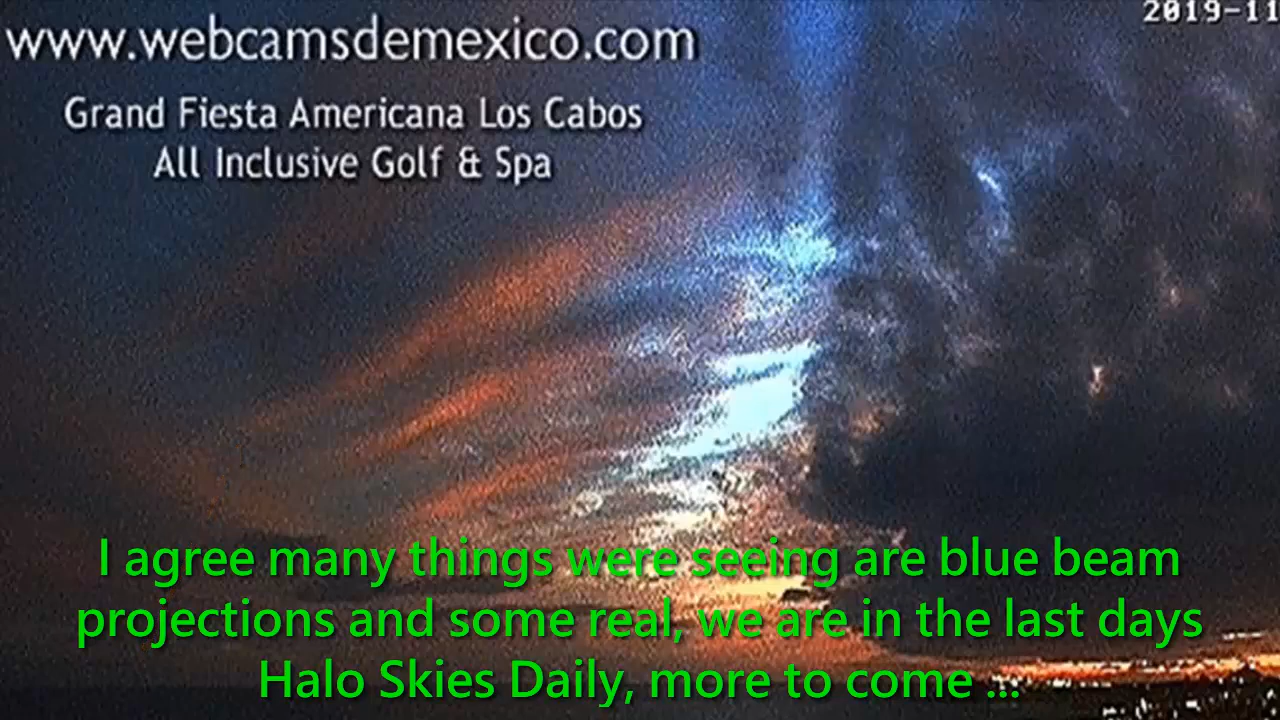 2019-11
www.webcamsdemexico.com
Grand Fiesta Americana Los Cabos
All Inclusive Golf & Spa
I agree many things were seeing are blue beam
projections and some real, we are in the last days
Halo Skies Daily, more to come ...